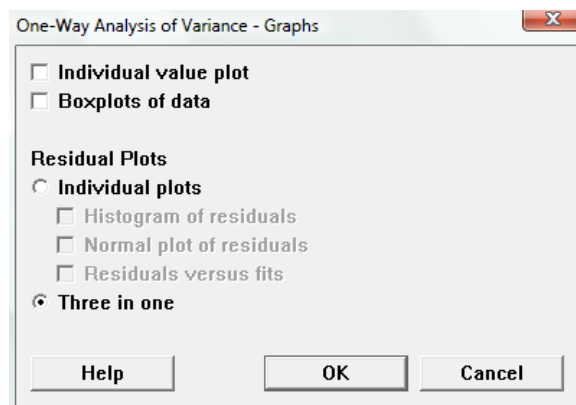 One-Way Analysis of Variance - Graphs
Individual value plot
Boxplots of data
Residual Plots
Individual plots
Histogram of residuals
Normal plot of residuals
Residuals versus fits
Three in one
Help OK Cancel